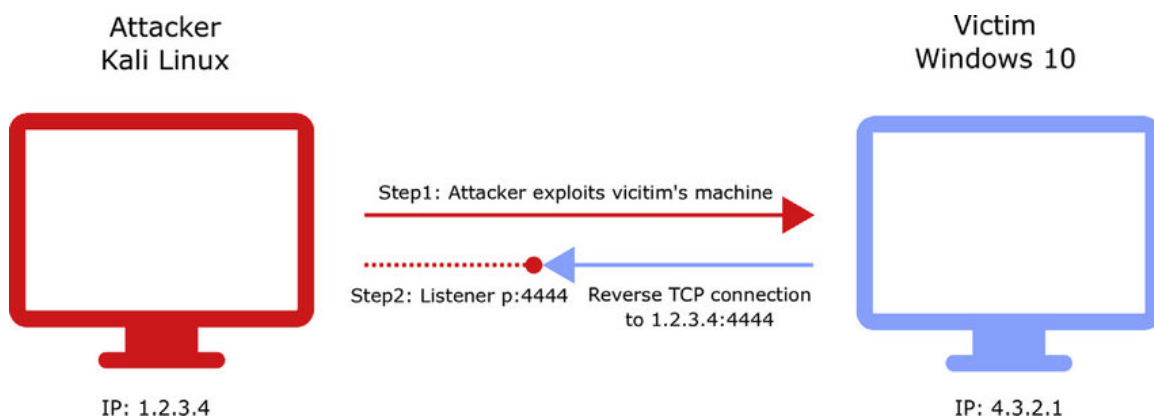 Attacker
Kali Linux
Victim
Windows 10
Step1: Attacker exploits vicitim's machine
Step2: Listener p:4444
Reverse TCP connection
to 1.2.3.4:4444
IP: 1.2.3.4
IP: 4.3.2.1